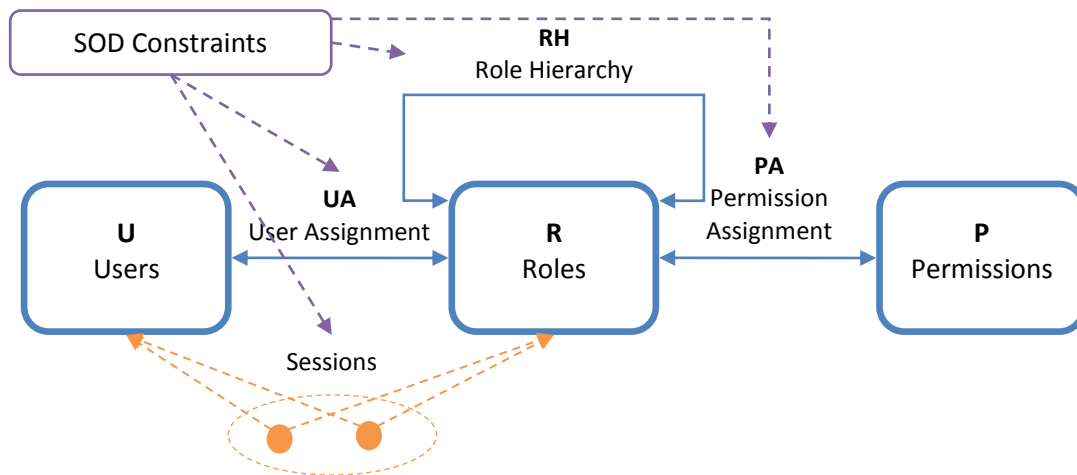 SOD Constraints
RH
Role Hierarchy
PA
Permission
Assignment
UA
User Assignment
U
Users
R
Roles
P
Permissions
Sessions